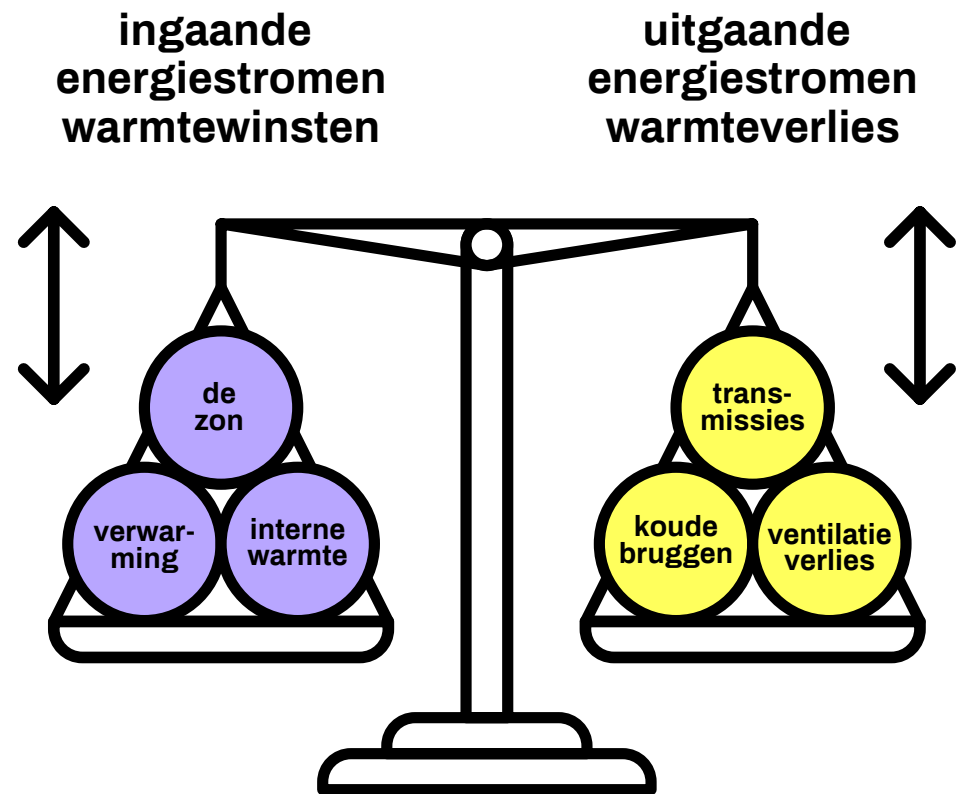 ingaande
energiestromen
warmtewinsten
uitgaande
energiestromen
warmteverlies
de
zon
verwar-
ming
interne
warmte
trans-
missies
koude
bruggen
ventilatie
verlies